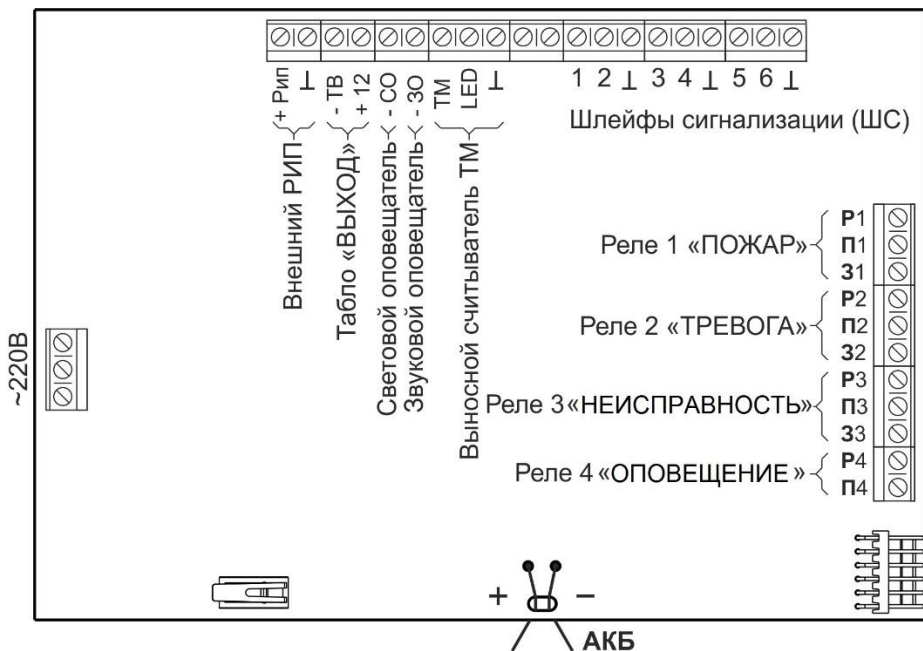 + Рип
⊥
- ТВ
+ 12
- СО
- ЗО
ТМ
LED
⊥
1 2 ⊥ 3 4 ⊥ 5 6 ⊥
Шлейфы сигнализации (ШС)
Внешний РИП
Табло «ВЫХОД»
Световой оповещатель
Звуковой оповещатель
Выносной считыватель ТМ
Реле 1 «ПОЖАР»
Р1
П1
З1
Реле 2 «ТРЕВОГА»
Р2
П2
З2
Реле 3 «НЕИСПРАВНОСТЬ»
Р3
П3
З3
Реле 4 «ОПОВЕЩЕНИЕ »
Р4
П4
~220В
+ −
АКБ